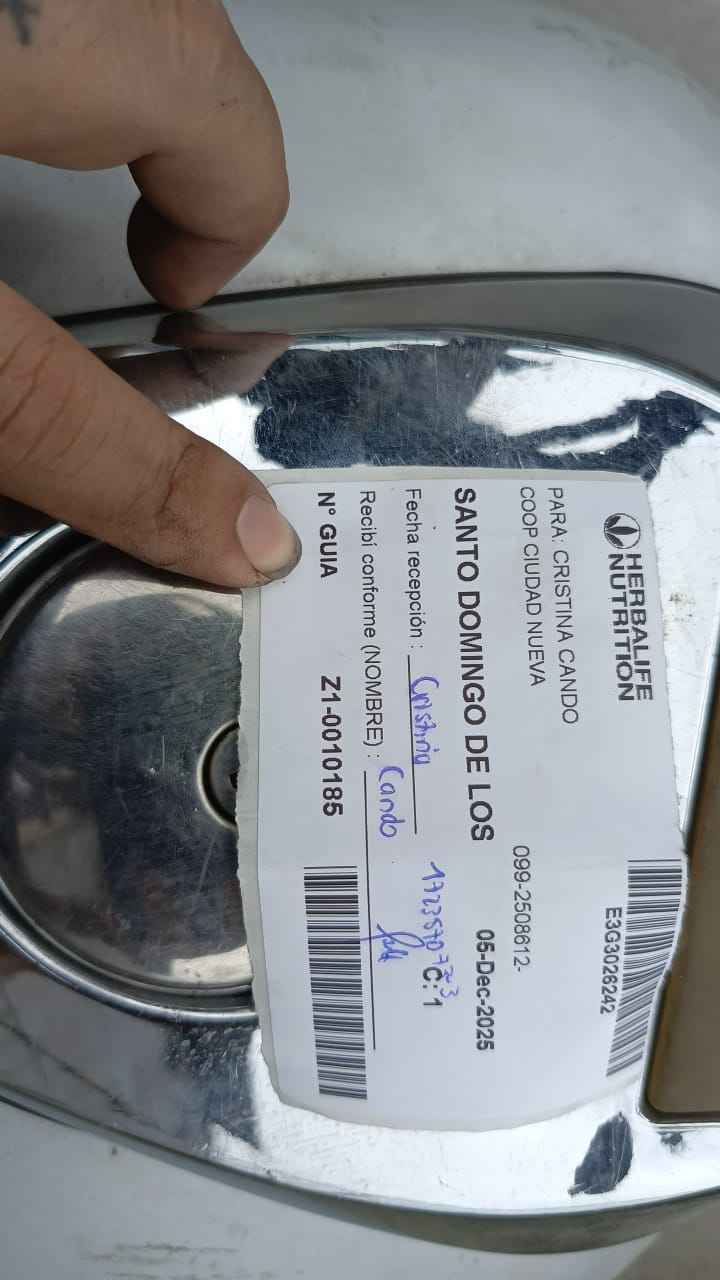 HERBALIFE
NUTRITION
E3G3026242
PARA: CRISTINA CANDO
COOP CIUDAD NUEVA
099-2508612-
SANTO DOMINGO DE LOS
05-Dec-2025
Fecha recepción : Cristina
C: 1
Recibí conforme (NOMBRE) : Cando
N° GUIA Z1-0010185